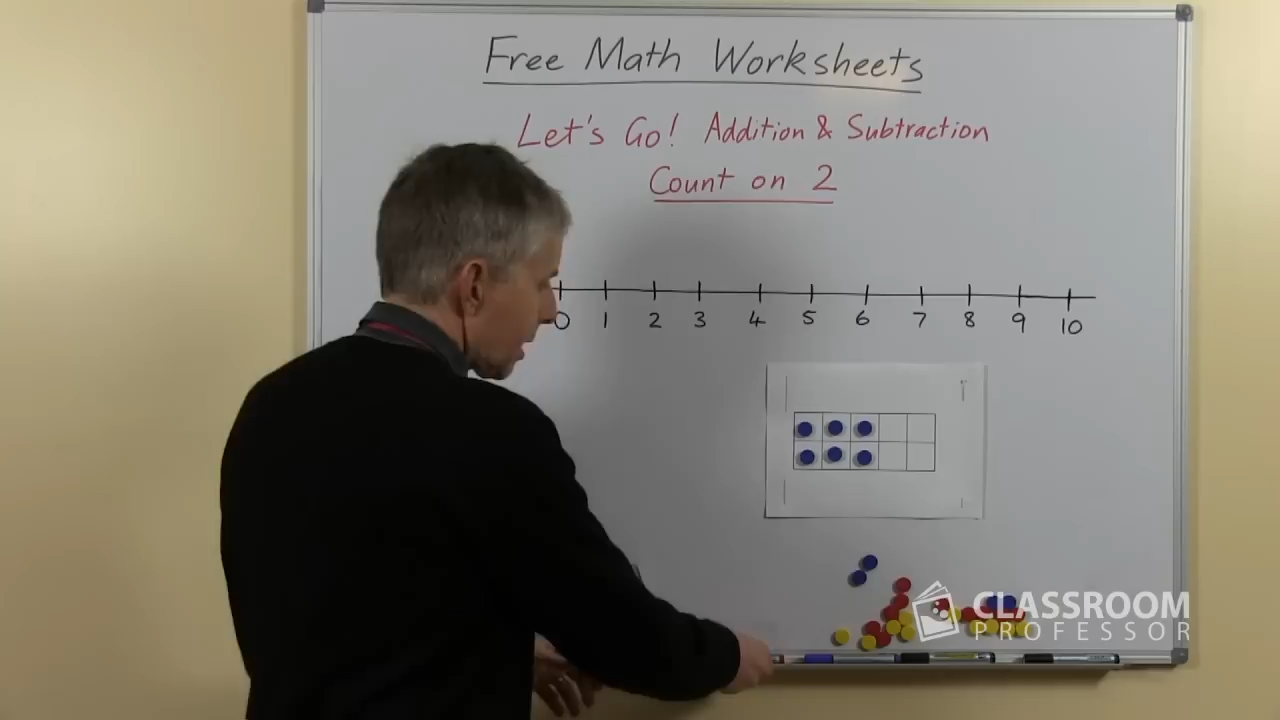 Free Math Worksheets
Let's Go! Addition & Subtraction
Count on 2
0 1 2 3 4 5 6 7 8 9 10
CLASSROOM
PROFESSOR